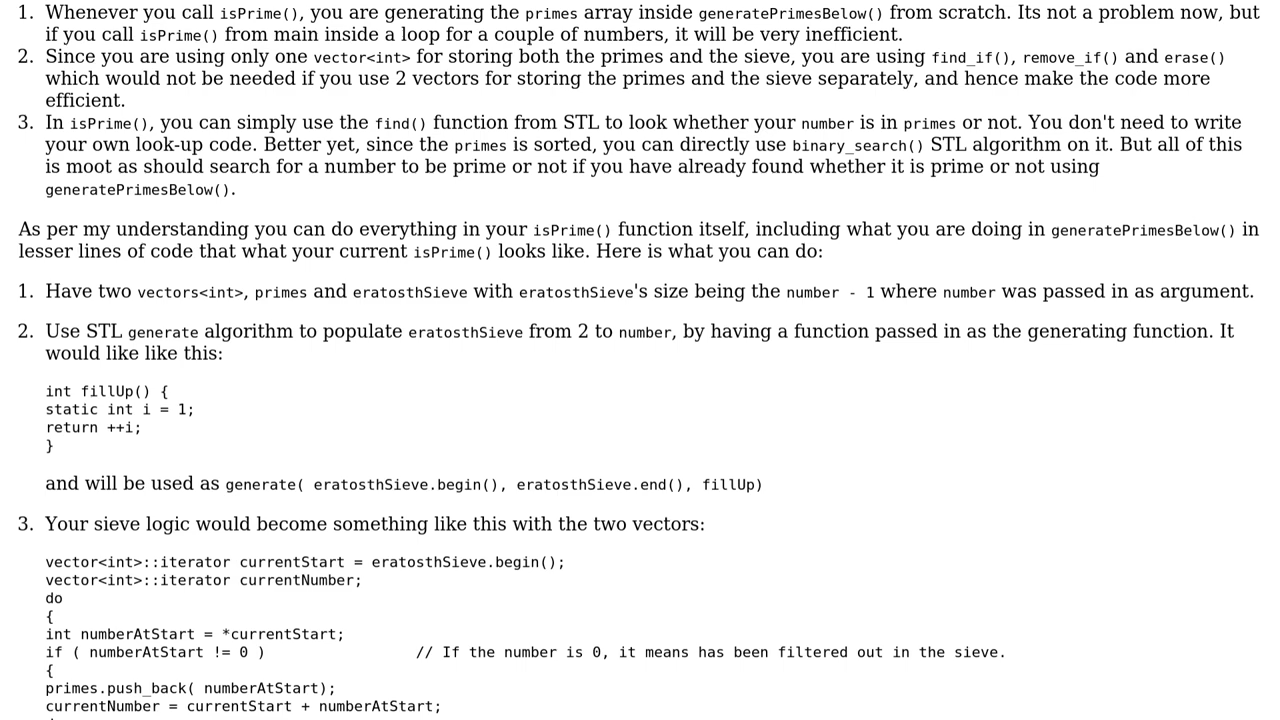 1. Whenever you call isPrime(), you are generating the primes array inside generatePrimesBelow() from scratch. Its not a problem now, but
if you call isPrime() from main inside a loop for a couple of numbers, it will be very inefficient.
2. Since you are using only one vector<int> for storing both the primes and the sieve, you are using find_if(), remove_if() and erase()
which would not be needed if you use 2 vectors for storing the primes and the sieve separately, and hence make the code more
efficient.
3. In isPrime(), you can simply use the find() function from STL to look whether your number is in primes or not. You don't need to write
your own look-up code. Better yet, since the primes is sorted, you can directly use binary_search() STL algorithm on it. But all of this
is moot as should search for a number to be prime or not if you have already found whether it is prime or not using
generatePrimesBelow().
As per my understanding you can do everything in your isPrime() function itself, including what you are doing in generatePrimesBelow() in
lesser lines of code that what your current isPrime() looks like. Here is what you can do:
1. Have two vectors<int>, primes and eratosthSieve with eratosthSieve's size being the number - 1 where number was passed in as argument.
2. Use STL generate algorithm to populate eratosthSieve from 2 to number, by having a function passed in as the generating function. It
would like like this:
int fillUp() {
static int i = 1;
return ++i;
}
and will be used as generate( eratosthSieve.begin(), eratosthSieve.end(), fillUp)
3. Your sieve logic would become something like this with the two vectors:
vector<int>::iterator currentStart = eratosthSieve.begin();
vector<int>::iterator currentNumber;
do
{
int numberAtStart = *currentStart;
if ( numberAtStart != 0 ) // If the number is 0, it means has been filtered out in the sieve.
{
primes.push_back( numberAtStart);
currentNumber = currentStart + numberAtStart;